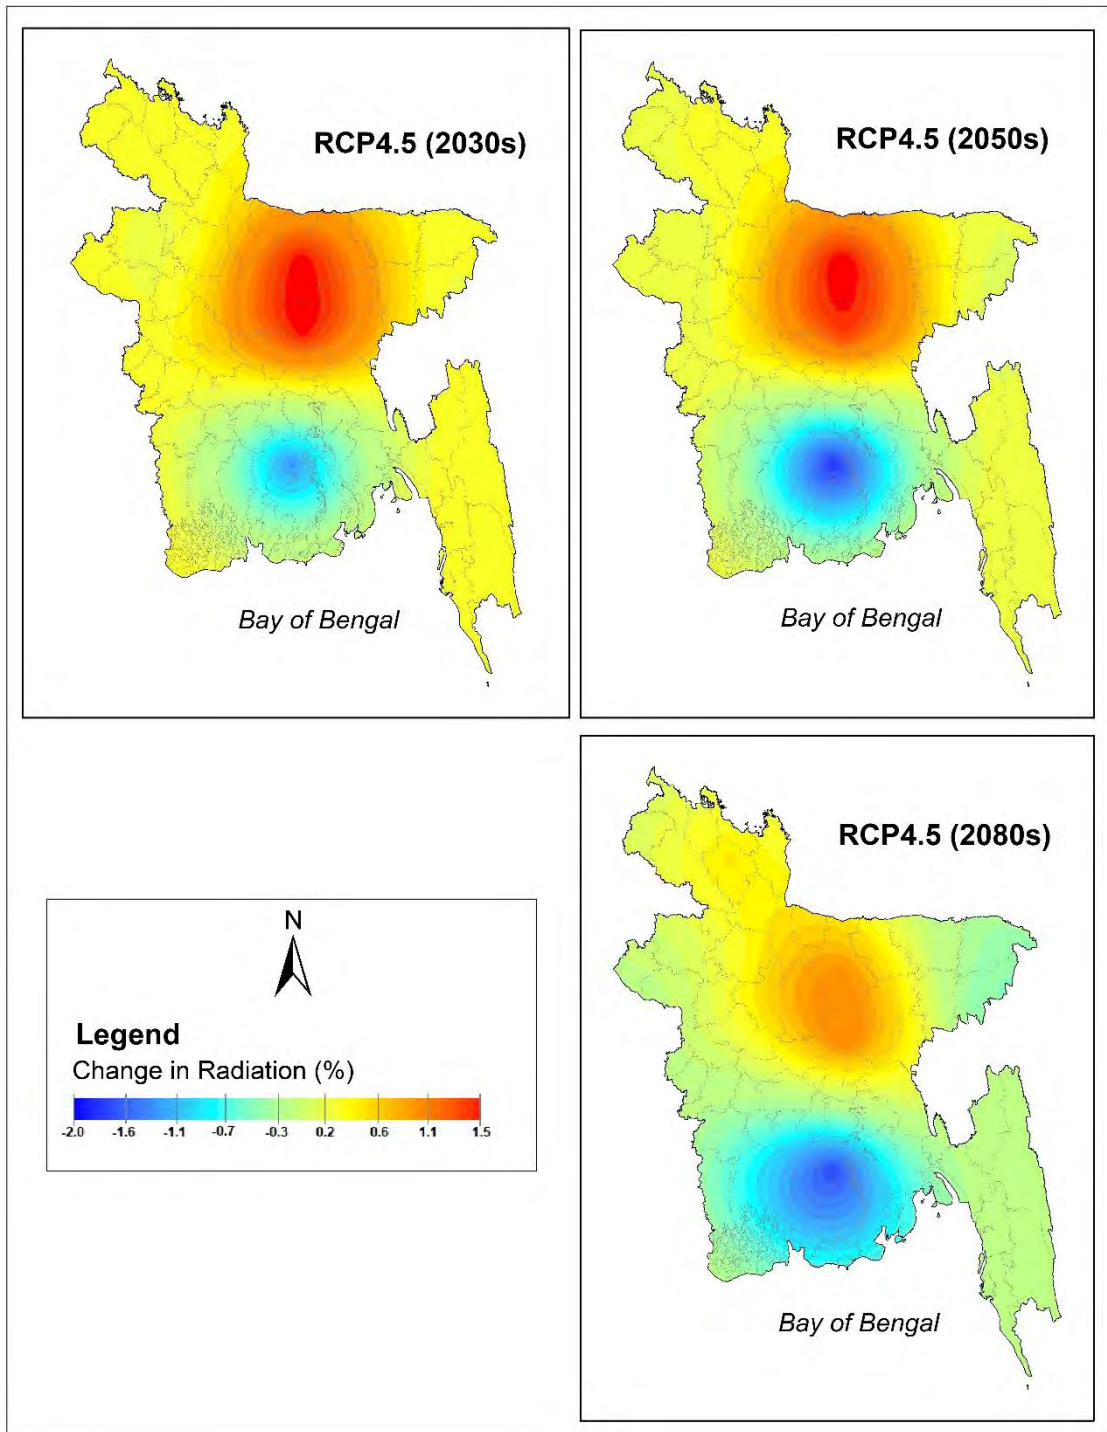 RCP4.5 (2030s)
Bay of Bengal
RCP4.5 (2050s)
Bay of Bengal
RCP4.5 (2080s)
Bay of Bengal
N
Legend
Change in Radiation (%)
-2.0 -1.6 -1.1 -0.7 -0.3 0.2 0.6 1.1 1.5